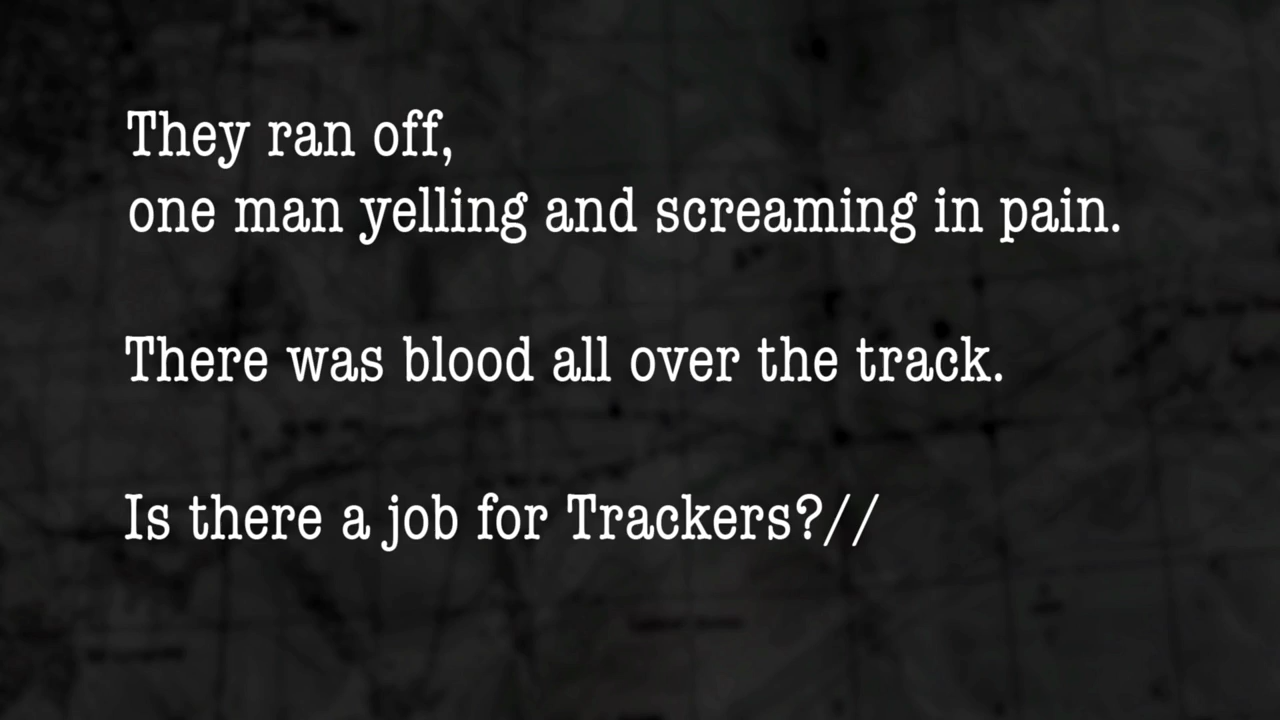 They ran off,
one man yelling and screaming in pain.
There was blood all over the track.
Is there a job for Trackers?//